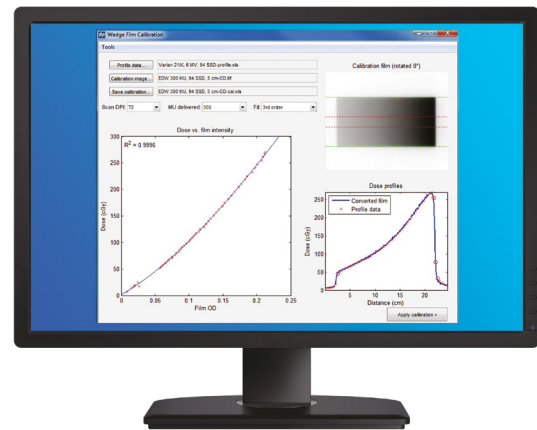 Wedge Film Calibration
Tools
Profile data... Varian 21iX, 6 MV, 94 SSD-profile.xls
Calibration image... EDW 300 MU, 94 SSD, 5 cm-OD.tif
Save calibration... EDW 300 MU, 94 SSD, 5 cm-OD-cal.xls
Scan DPI: 72 MU delivered 300 Fit 3rd order
Calibration film (rotated 0°)
Dose vs. film intensity
R² = 0.9996
300
250
200
150
100
50
0
Dose (cGy)
0 0.05 0.1 0.15 0.2 0.25
Film OD
Dose profiles
Converted film
Profile data
250
200
150
100
50
0
Dose (cGy)
5 10 15 20
Distance (cm)
Apply calibration »